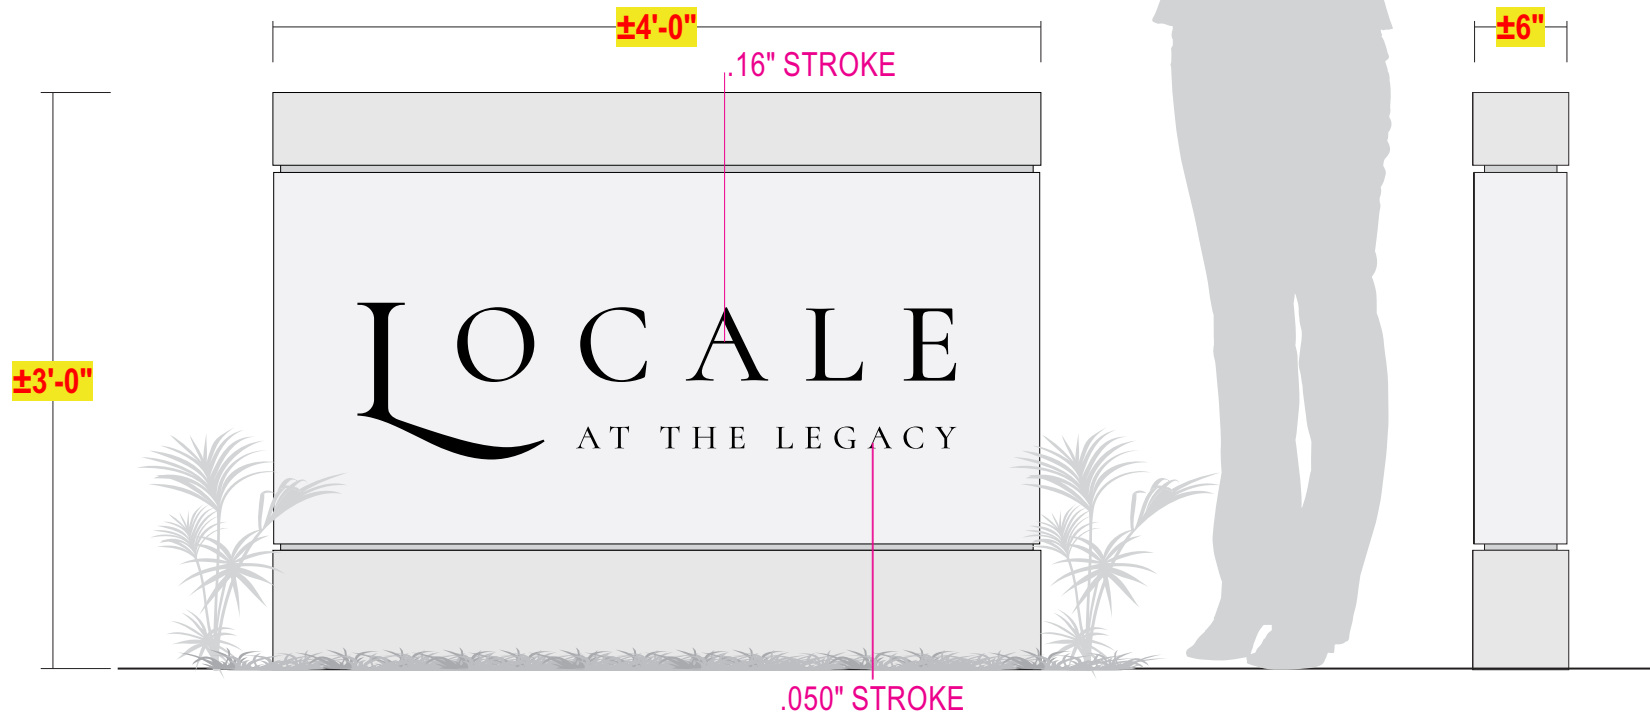 ±4'-0"
±6"
.16" STROKE
±3'-0"
LOCALE
AT THE LEGACY
.050" STROKE